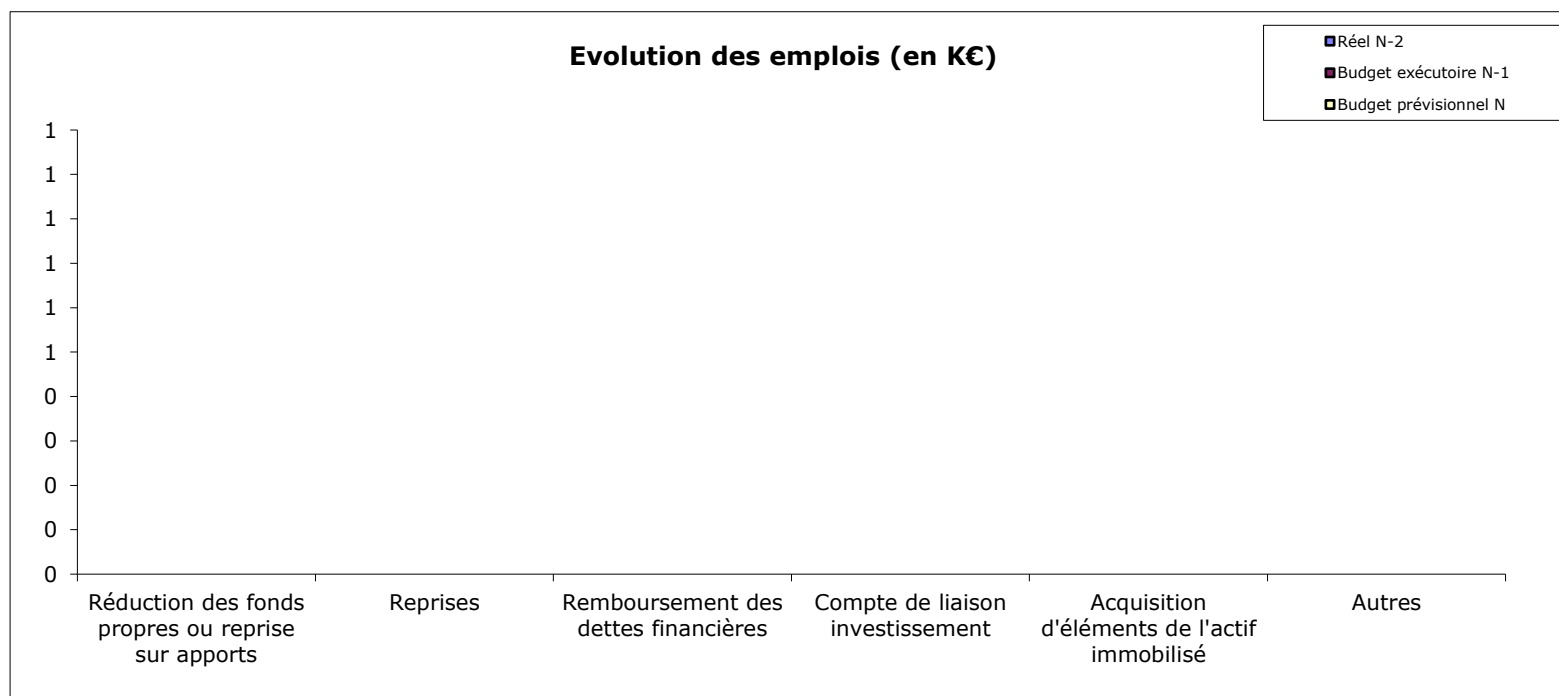 Evolution des emplois (en K€)
Réel N-2
Budget exécutoire N-1
Budget prévisionnel N
1
1
1
1
1
1
0
0
0
0
0
Réduction des fonds
propres ou reprise
sur apports
Reprises
Remboursement des
dettes financières
Compte de liaison
investissement
Acquisition
d'éléments de l'actif
immobilisé
Autres